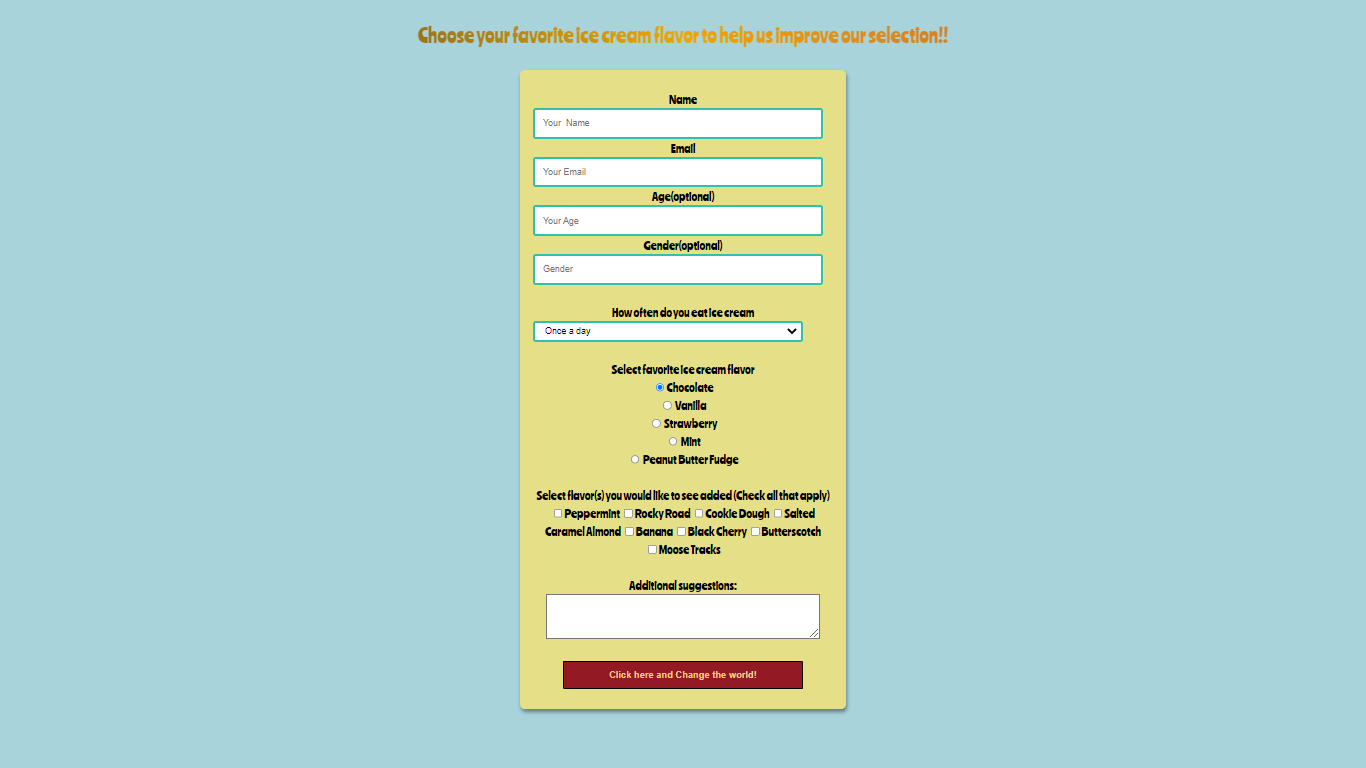 Choose your favorite ice cream flavor to help us improve our selection!!
Name
Your  Name
Email
Your Email
Age(optional)
Your Age
Gender(optional)
Gender
How often do you eat ice cream
Once a day
Select favorite ice cream flavor
Chocolate
Vanilla
Strawberry
Mint
Peanut Butter Fudge
Select flavor(s) you would like to see added (Check all that apply)
Peppermint Rocky Road Cookie Dough Salted
Caramel Almond Banana Black Cherry Butterscotch
Moose Tracks
Additional suggestions:
Click here and Change the world!